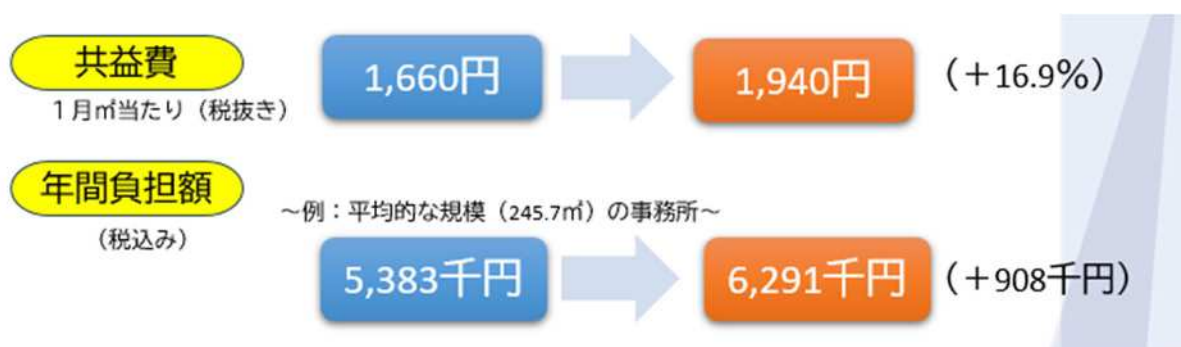 共益費
1,660円
1,940円
（＋16.9%）
1月㎡当たり（税抜き）
年間負担額
～例：平均的な規模（245.7㎡）の事務所～
（税込み）
5,383千円
6,291千円
（＋908千円）